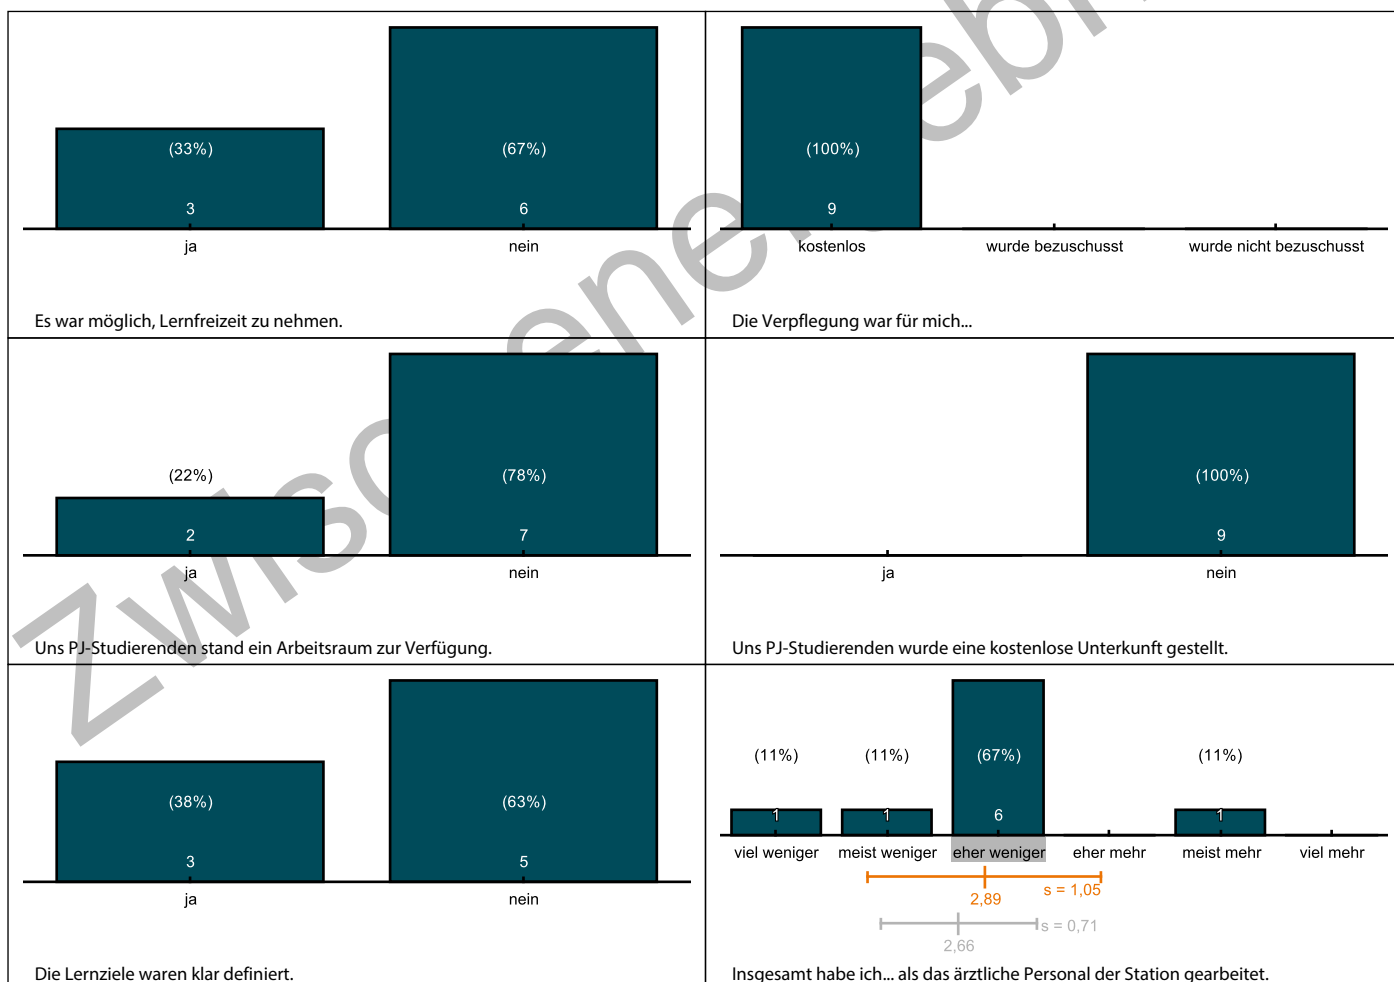 (33%)
(67%)
3
6
ja
nein
Es war möglich, Lernfreizeit zu nehmen.
(100%)
9
kostenlos
wurde bezuschusst
wurde nicht bezuschusst
Die Verpflegung war für mich...
(22%)
(78%)
2
7
ja
nein
Uns PJ-Studierenden stand ein Arbeitsraum zur Verfügung.
(100%)
9
ja
nein
Uns PJ-Studierenden wurde eine kostenlose Unterkunft gestellt.
(38%)
(63%)
3
5
ja
nein
Die Lernziele waren klar definiert.
(11%)
(11%)
(67%)
(11%)
1
1
6
1
viel weniger
meist weniger
eher weniger
eher mehr
meist mehr
viel mehr
2,89
s = 1,05
s = 0,71
2,66
Insgesamt habe ich... als das ärztliche Personal der Station gearbeitet.